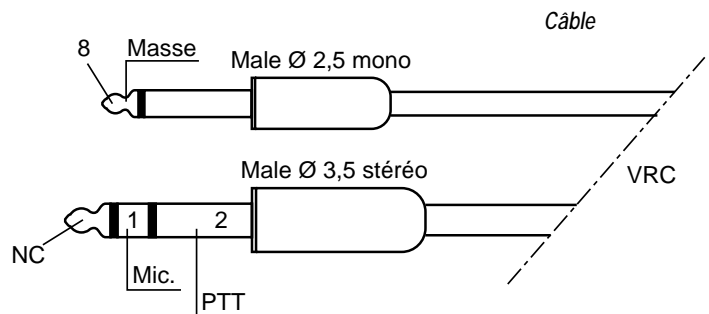 Câble
8
Masse
Male Ø 2,5 mono
Male Ø 3,5 stéréo
VRC
1
2
NC
Mic.
PTT